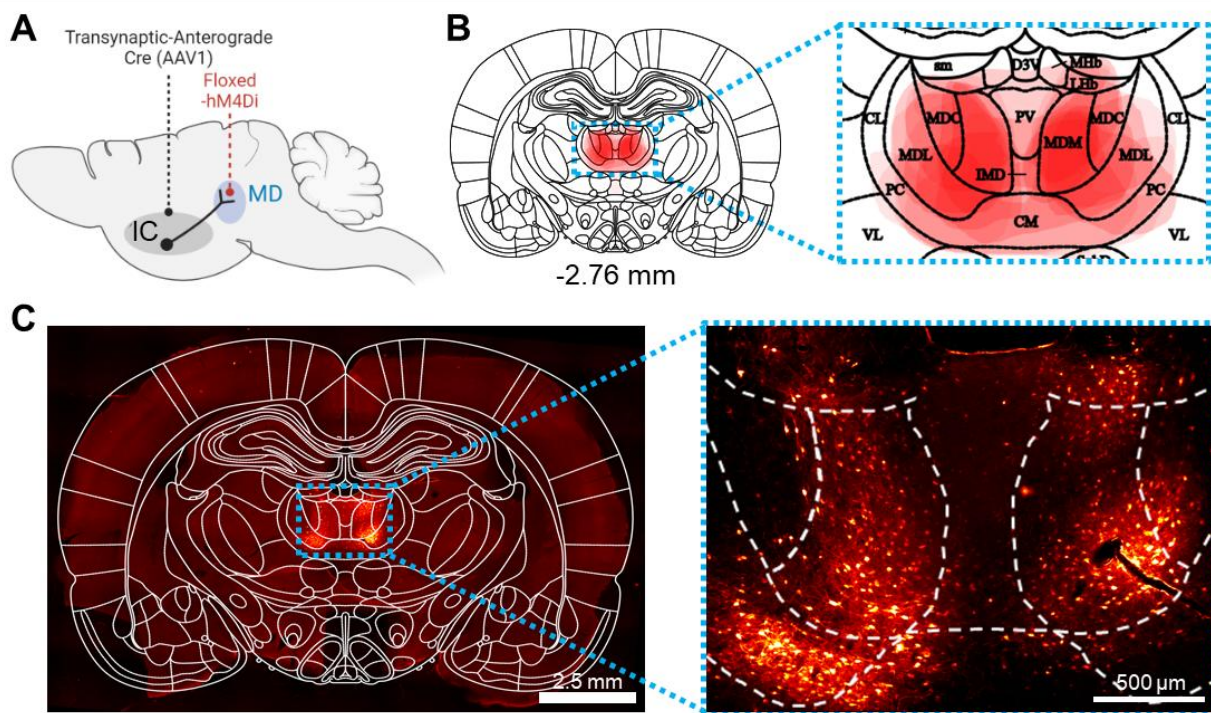 A
Transynaptic-Anterograde
Cre (AAV1)
Floxed
-hM4Di
MD
IC
B
-2.76 mm
sm
D3V
MHb
LHb
CL
MDC
PV
MDC
CL
MDL
MDM
MDL
IMD
PC
PC
CM
VL
VL
C
2.5 mm
500 µm